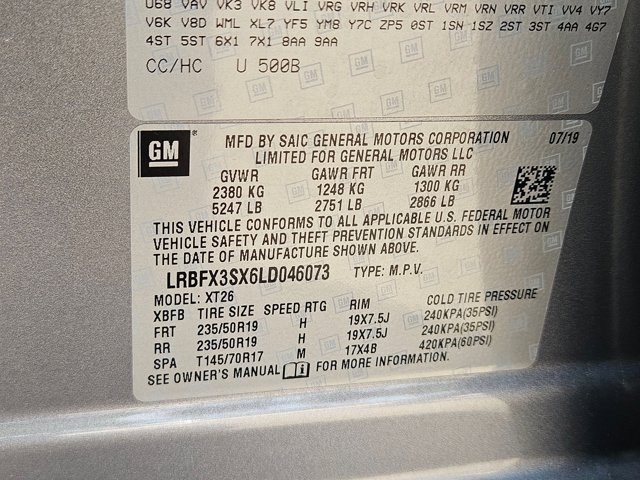 U68 VAV VK3 VK8 VLI VRG VRH VRK VRL VRM VRN VRR VTI VV4 VY7
V6K V8D WML XL7 YF5 YM8 Y7C ZP5 0ST 1SN 1SZ 2ST 3ST 4AA 4G7
4ST 5ST 6X1 7X1 8AA 9AA
CC/HC U 500B
GM
MFD BY SAIC GENERAL MOTORS CORPORATION 07/19
LIMITED FOR GENERAL MOTORS LLC
GVWR GAWR FRT GAWR RR
2380 KG 1248 KG 1300 KG
5247 LB 2751 LB 2866 LB
THIS VEHICLE CONFORMS TO ALL APPLICABLE U.S. FEDERAL MOTOR
VEHICLE SAFETY AND THEFT PREVENTION STANDARDS IN EFFECT ON
THE DATE OF MANUFACTURE SHOWN ABOVE.
LRBFX3SX6LD046073 TYPE: M.P.V.
MODEL: XT26
XBFB TIRE SIZE SPEED RTG RIM COLD TIRE PRESSURE
FRT 235/50R19 H 19X7.5J 240KPA(35PSI)
RR 235/50R19 H 19X7.5J 240KPA(35PSI)
SPA T145/70R17 M 17X4B 420KPA(60PSI)
SEE OWNER'S MANUAL FOR MORE INFORMATION.